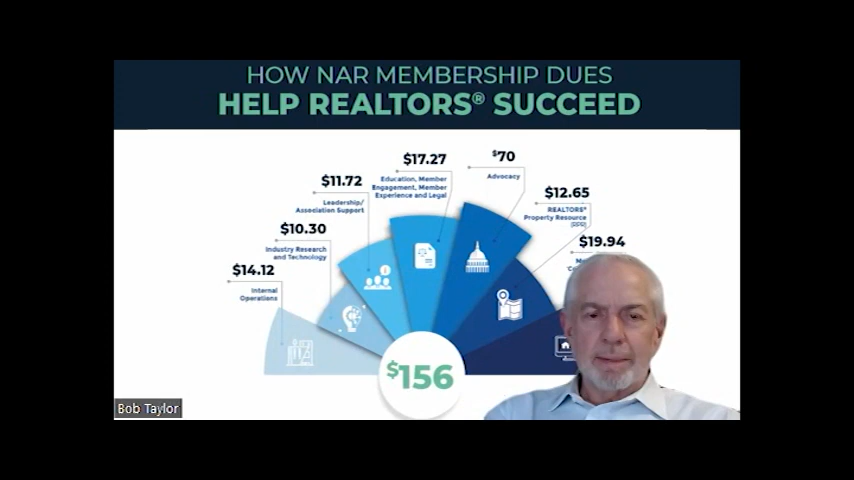 HOW NAR MEMBERSHIP DUES
HELP REALTORS® SUCCEED
$17.27
Education, Member
Engagement, Member
Experience and Legal
$70
Advocacy
$11.72
Leadership/
Association Support
$12.65
REALTORS®
Property Resource
(RPR)
$10.30
Industry Research
and Technology
$19.94
$14.12
Internal
Operations
$156
Bob Taylor